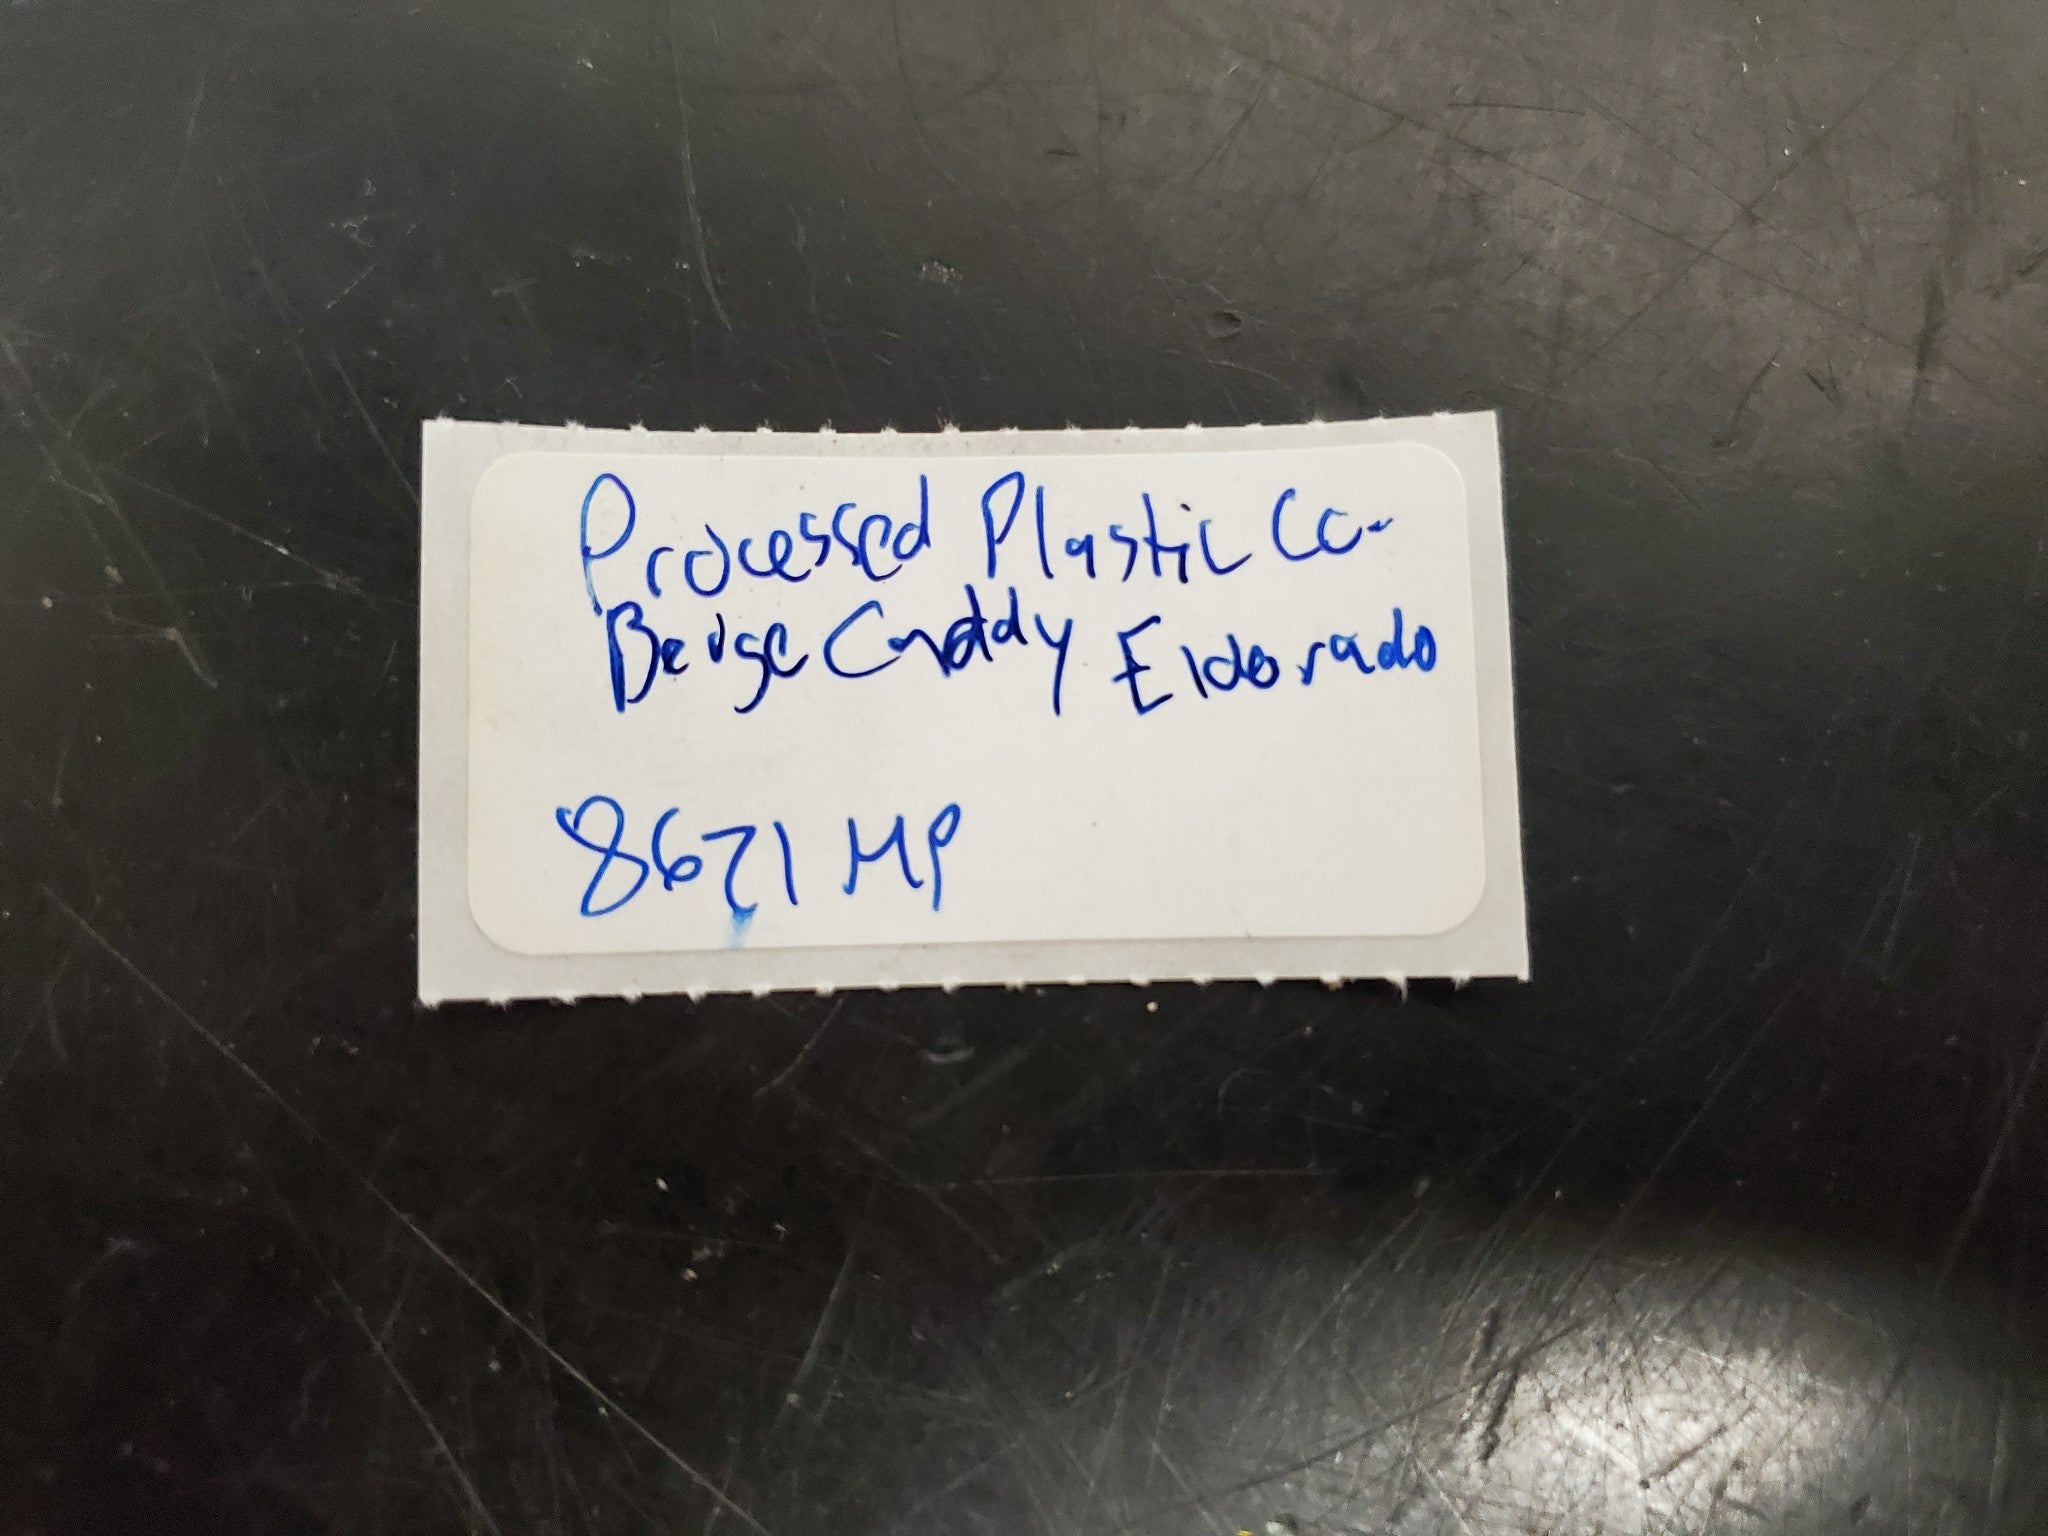 Processed Plastic Co.
Beige Caddy Eldorado
8621 MP